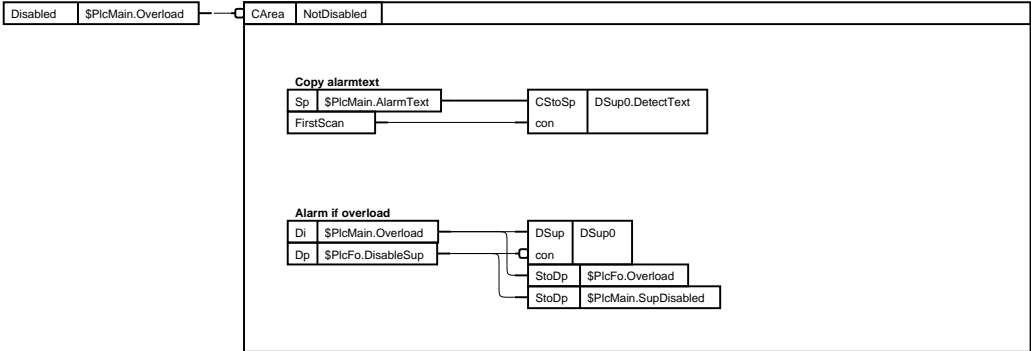 Disabled $PlcMain.Overload CArea NotDisabled
Copy alarmtext
Sp $PlcMain.AlarmText CStoSp DSup0.DetectText
FirstScan con
Alarm if overload
Di $PlcMain.Overload DSup DSup0
Dp $PlcFo.DisableSup con
StoDp $PlcFo.Overload
StoDp $PlcMain.SupDisabled